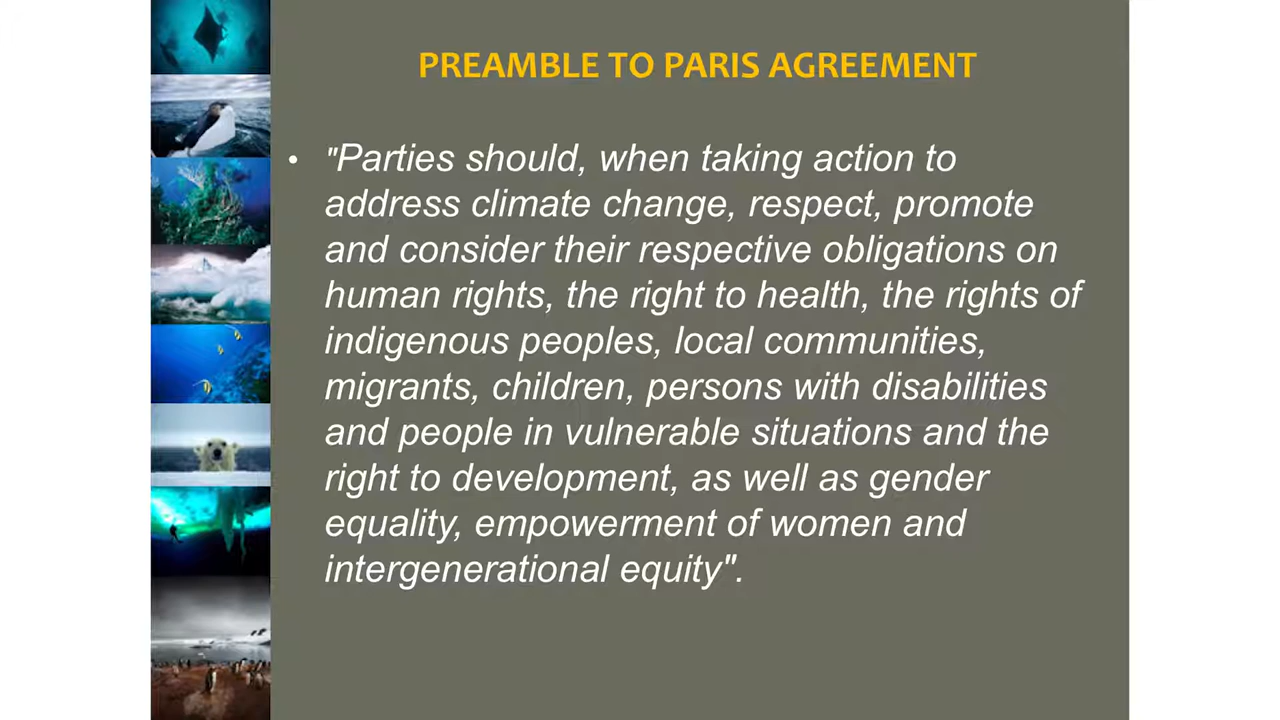 PREAMBLE TO PARIS AGREEMENT
• "Parties should, when taking action to
address climate change, respect, promote
and consider their respective obligations on
human rights, the right to health, the rights of
indigenous peoples, local communities,
migrants, children, persons with disabilities
and people in vulnerable situations and the
right to development, as well as gender
equality, empowerment of women and
intergenerational equity".